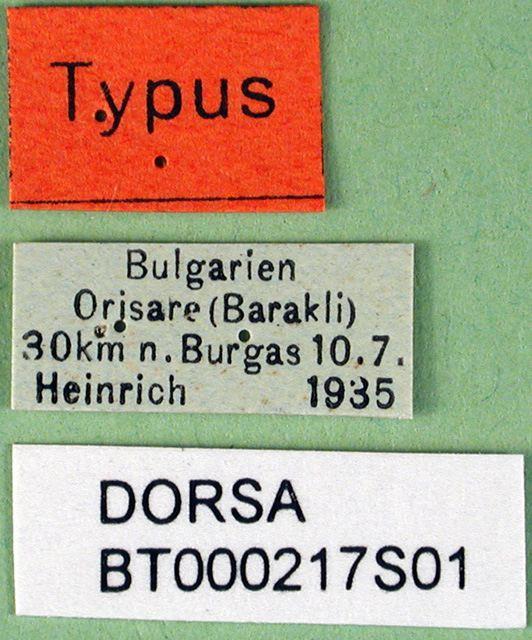 Typus
Bulgarien
Orisare (Barakli)
30km n. Burgas 10.7.
Heinrich 1935
DORSA
BT000217S01